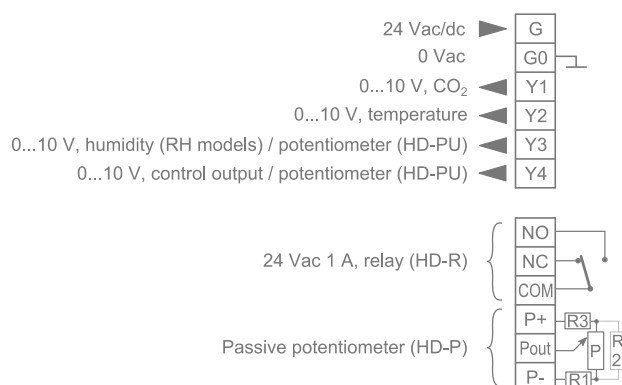 24 Vac/dc G
0 Vac G0
0...10 V, CO₂ Y1
0...10 V, temperature Y2
0...10 V, humidity (RH models) / potentiometer (HD-PU) Y3
0...10 V, control output / potentiometer (HD-PU) Y4
NO
24 Vac 1 A, relay (HD-R) NC
COM
P+ R3
Passive potentiometer (HD-P) Pout P
P- R1